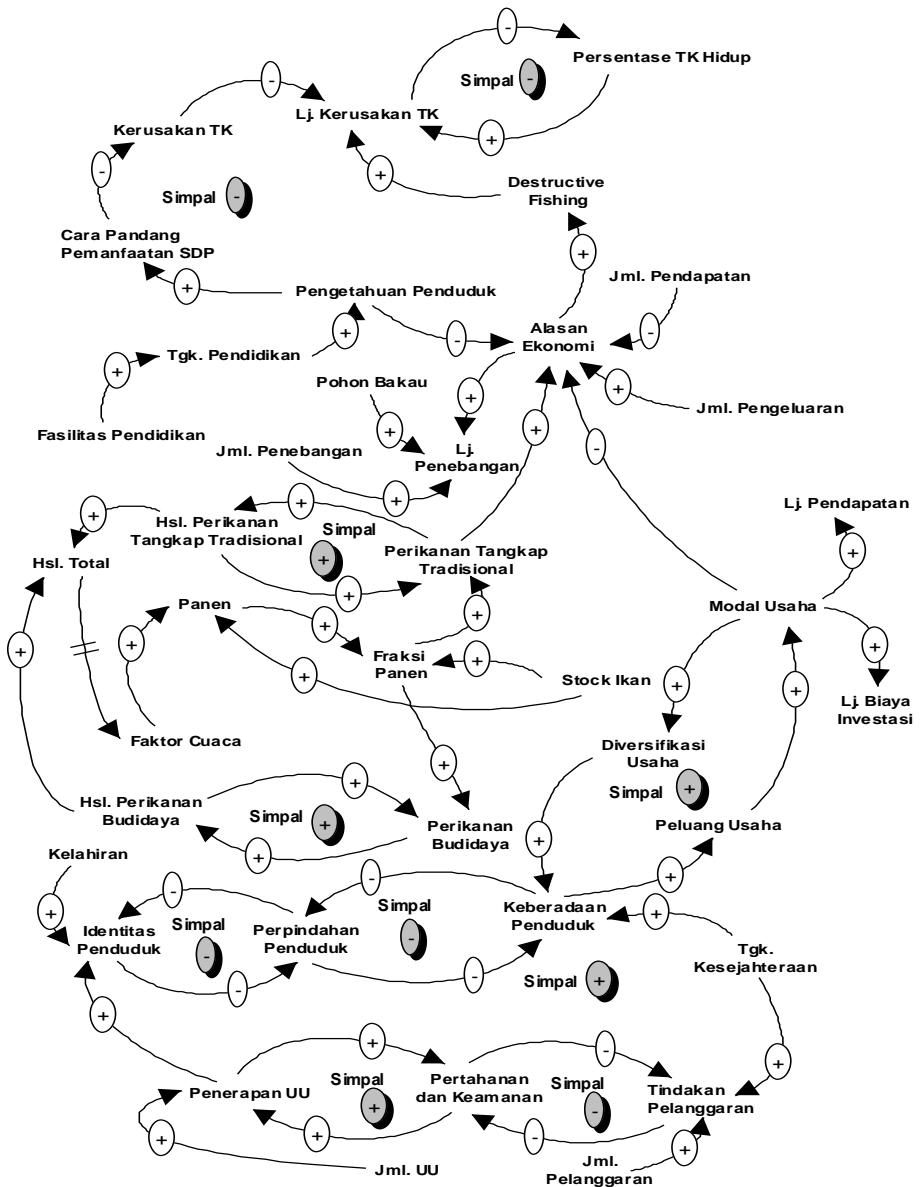 -
Persentase TK Hidup
Simpal -
-
Lj. Kerusakan TK
Kerusakan TK
+
-
+
Destructive
Fishing
Simpal -
Cara Pandang
Pemanfaatan SDP
+
Jml. Pendapatan
+
Pengetahuan Penduduk
Alasan
Ekonomi
-
-
+
Tgk. Pendidikan
+
Pohon Bakau
+
+
Jml. Pengeluaran
Fasilitas Pendidikan
+
+
-
Jml. Penebangan
Lj.
Penebangan
+
+
Lj. Pendapatan
+
Hsl. Perikanan
Tangkap Tradisional
Simpal
+
Perikanan Tangkap
Tradisional
+
Hsl. Total
+
Panen
+
+
Modal Usaha
+
+
Fraksi
Panen
+
+
Stock Ikan
+
+
Lj. Biaya
Investasi
Faktor Cuaca
+
Diversifikasi
Usaha
+
Simpal +
Hsl. Perikanan
Budidaya
Simpal +
Perikanan
Budidaya
Peluang Usaha
+
+
Kelahiran
-
-
+
+
Identitas
Penduduk
Simpal
-
Perpindahan
Penduduk
Simpal
-
Keberadaan
Penduduk
+
Tgk.
Kesejahteraan
-
-
Simpal +
+
+
-
+
Penerapan UU
Simpal
+
Pertahanan
dan Keamanan
Simpal
-
Tindakan
Pelanggaran
+
+
-
+
Jml. UU
Jml.
Pelanggaran